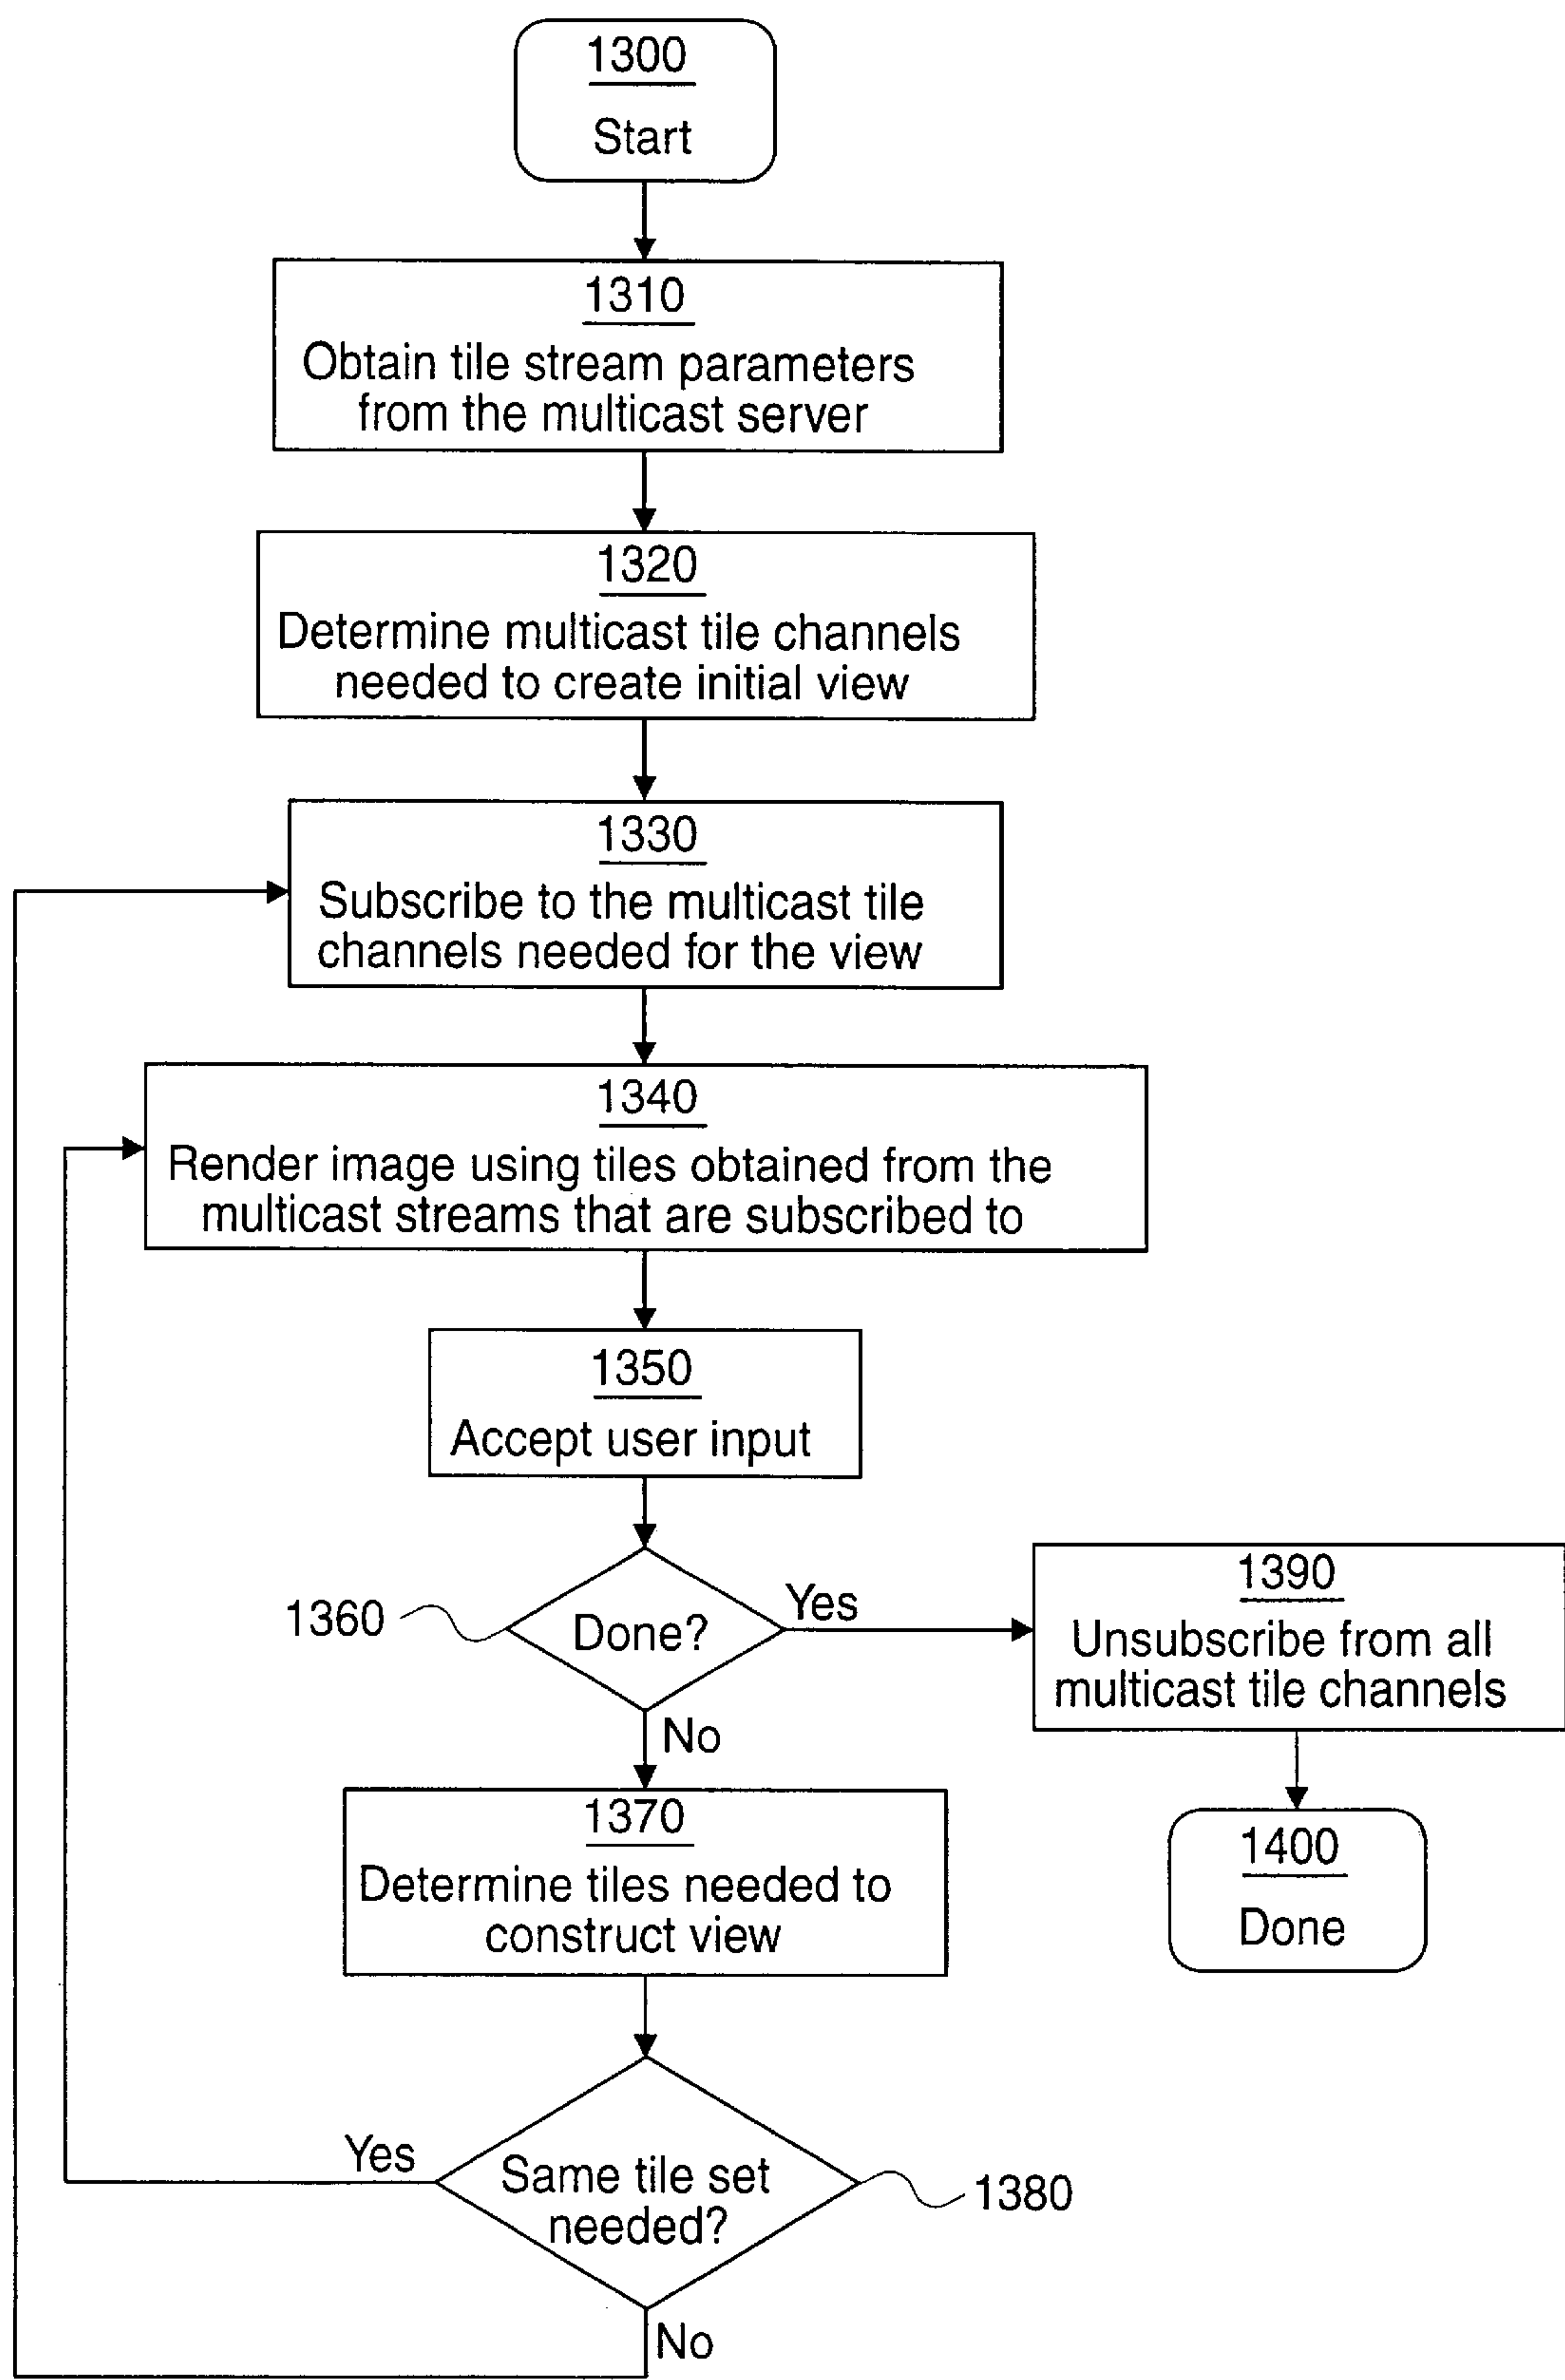 1300
Start
1310
Obtain tile stream parameters
from the multicast server
1320
Determine multicast tile channels
needed to create initial view
1330
Subscribe to the multicast tile
channels needed for the view
1340
Render image using tiles obtained from the
multicast streams that are subscribed to
1350
Accept user input
1360
Done?
Yes
1390
Unsubscribe from all
multicast tile channels
No
1370
Determine tiles needed to
construct view
1400
Done
Yes
Same tile set
needed?
1380
No